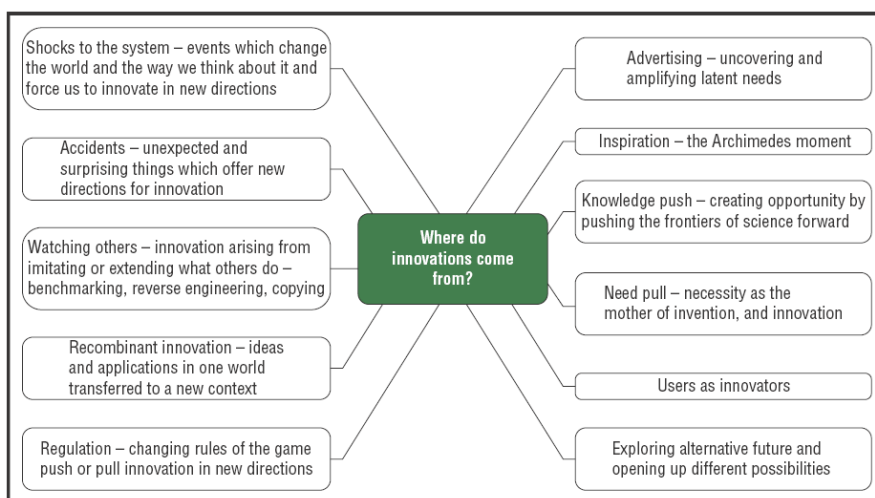 Shocks to the system – events which change
the world and the way we think about it and
force us to innovate in new directions
Accidents – unexpected and
surprising things which offer new
directions for innovation
Watching others – innovation arising from
imitating or extending what others do –
benchmarking, reverse engineering, copying
Recombinant innovation – ideas
and applications in one world
transferred to a new context
Regulation – changing rules of the game
push or pull innovation in new directions
Where do
innovations come
from?
Advertising – uncovering and
amplifying latent needs
Inspiration – the Archimedes moment
Knowledge push – creating opportunity by
pushing the frontiers of science forward
Need pull – necessity as the
mother of invention, and innovation
Users as innovators
Exploring alternative future and
opening up different possibilities